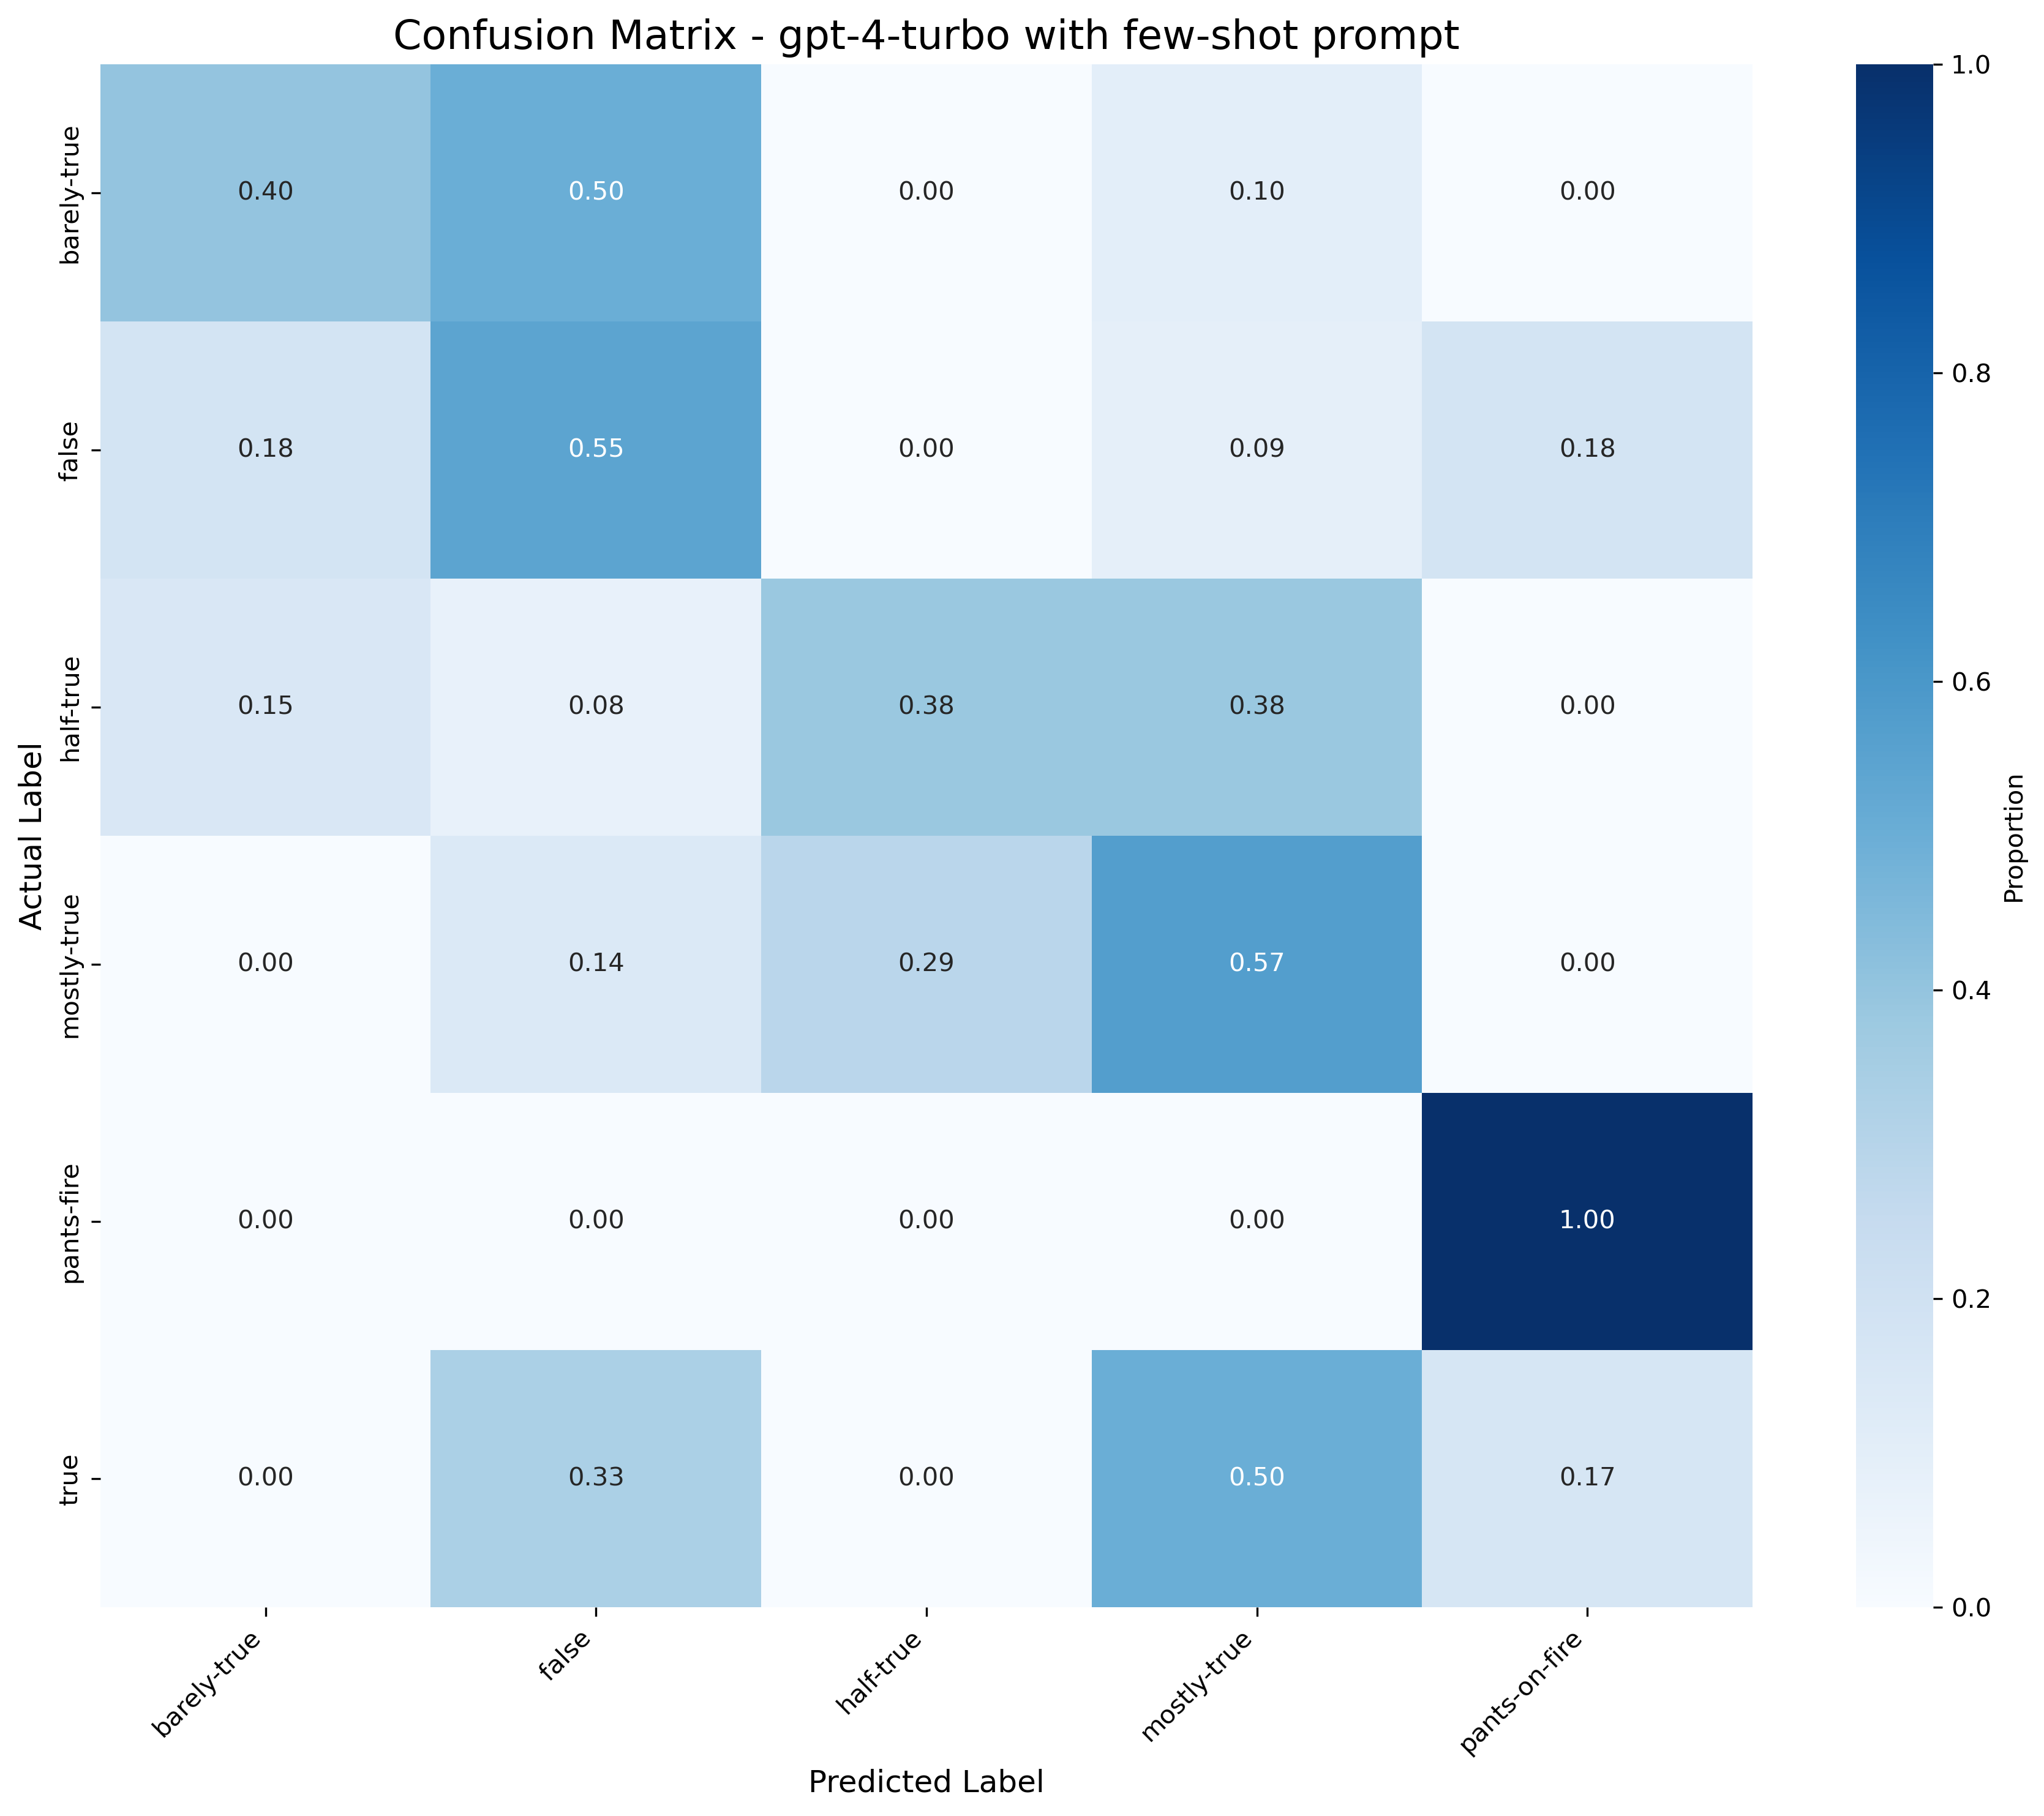 Confusion Matrix - gpt-4-turbo with few-shot prompt
Actual Label
barely-true
0.40 0.50 0.00 0.10 0.00
false
0.18 0.55 0.00 0.09 0.18
half-true
0.15 0.08 0.38 0.38 0.00
mostly-true
0.00 0.14 0.29 0.57 0.00
pants-fire
0.00 0.00 0.00 0.00 1.00
true
0.00 0.33 0.00 0.50 0.17
barely-true
false
half-true
mostly-true
pants-on-fire
Predicted Label
1.0
0.8
0.6
0.4
0.2
0.0
Proportion